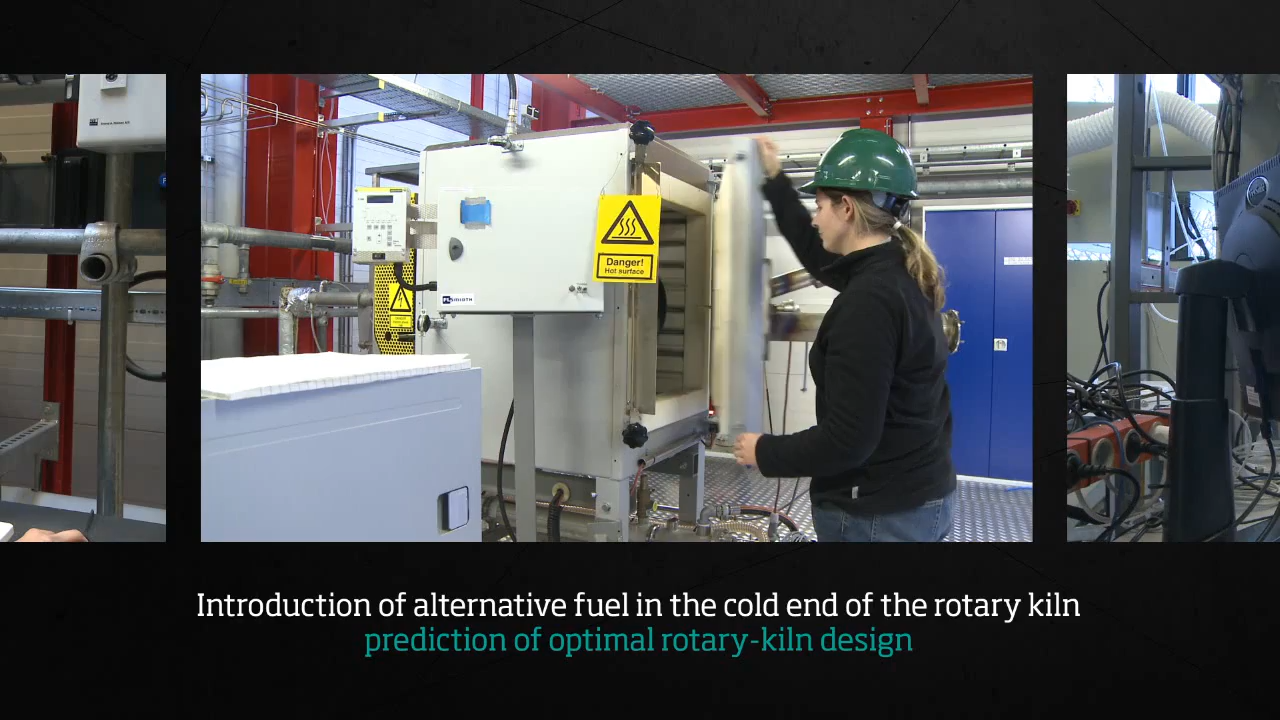 Danger!
Hot surface
FLSMIDTH
Introduction of alternative fuel in the cold end of the rotary kiln
prediction of optimal rotary-kiln design